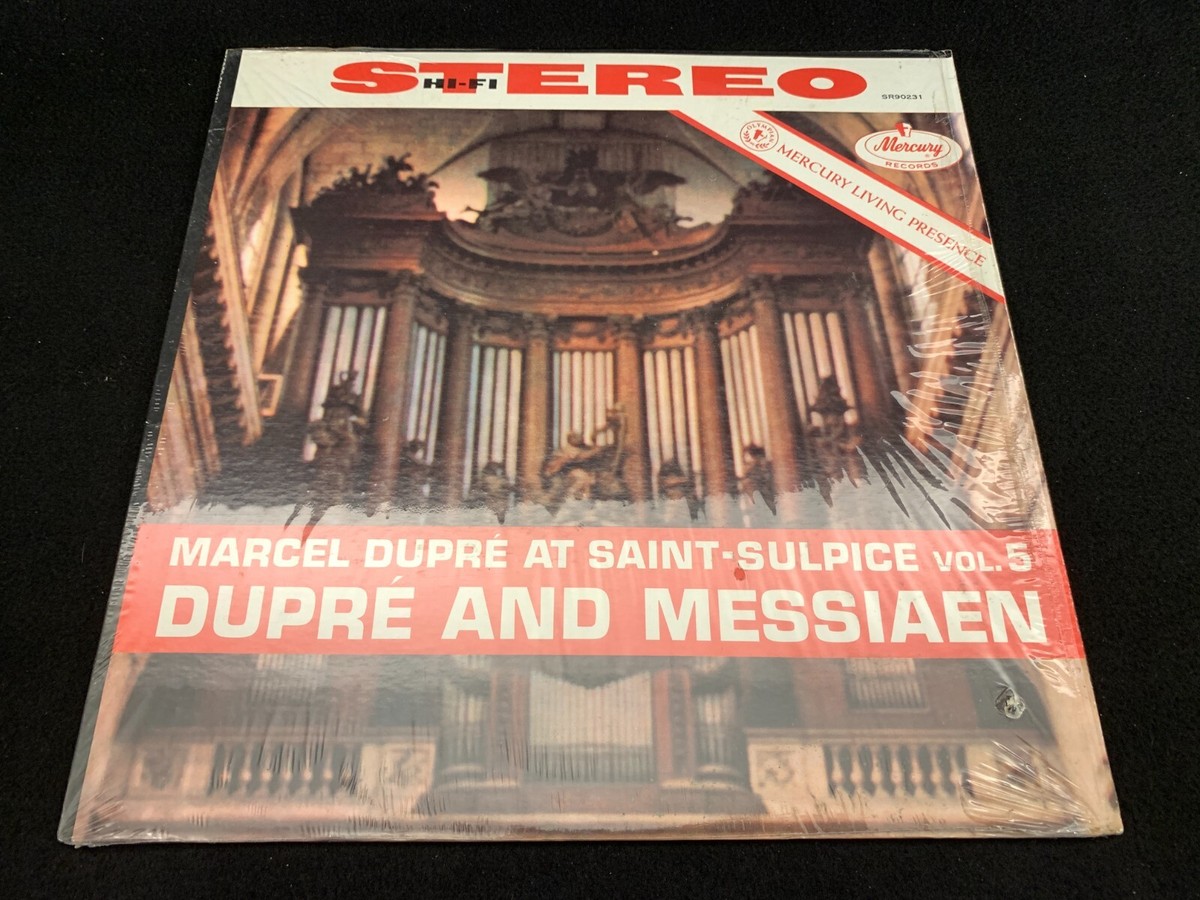 STEREO
HI-FI
SR90231
OLYMPIAN
MERCURY LIVING PRESENCE
Mercury
RECORDS
MARCEL DUPRÉ AT SAINT-SULPICE VOL. 5
DUPRÉ AND MESSIAEN